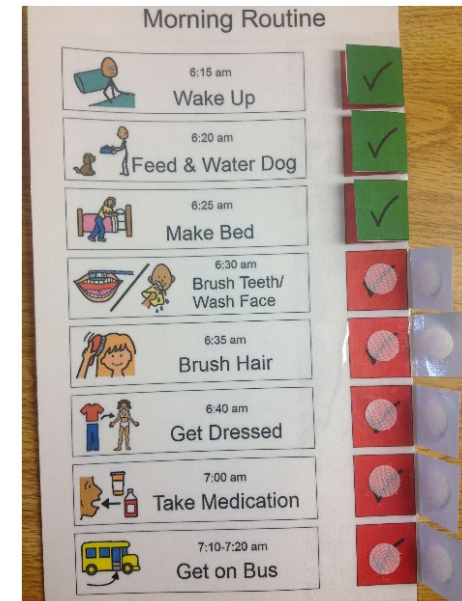 Morning Routine
6:15 am
Wake Up
6:20 am
Feed & Water Dog
6:25 am
Make Bed
6:30 am
Brush Teeth/
Wash Face
6:35 am
Brush Hair
6:40 am
Get Dressed
7:00 am
Take Medication
7:10-7:20 am
Get on Bus